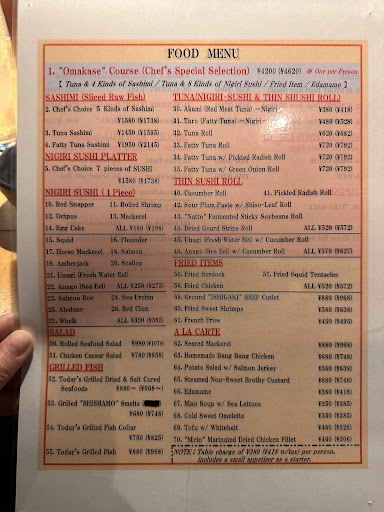 FOOD MENU
1. "Omakase" Course (Chef's Special Selection) ¥4200 (¥4620) ※ One per Person
【 Tuna & 4 Kinds of Sashimi / Tuna & 8 Kinds of Nigiri Sushi / Fried Item / Edamame 】
SASHIMI (Sliced Raw Fish)
2. Chef's Choice 5 Kinds of Sashimi
¥1580 (¥1738)
3. Tuna Sashimi ¥1450 (¥1595)
4. Fatty Tuna Sashimi ¥1950 (¥2145)
NIGIRI SUSHI PLATTER
5. Chef's Choice 7 pieces of SUSHI
¥1580 (¥1738)
NIGIRI SUSHI ( 1 Piece)
10. Red Snapper 11. Boiled Shrimp
12. Octopus 13. Mackerel
14. Egg Cake ALL ¥180 (¥198)
15. Squid 16. Flounder
17. Horse Mackerel 18. Salmon
19. Amberjack 20. Scallop
21. Unagi (Fresh Water Eel)
22. Anago (Sea Eel) ALL ¥250 (¥275)
23. Salmon Roe 24. Sea Urchin
25. Abalone 26. Red Clam
27. Whelk ALL ¥350 (¥385)
SALAD
50. Rolled Seafood Salad ¥980 (¥1078)
51. Chicken Caesar Salad ¥780 (¥858)
GRILLED FISH
52. Today's Grilled Dried & Salt Cured
Seafoods ¥880~ (¥968~)
53. Grilled "SHISHAMO" Smelts
¥680 (¥748)
54. Today's Grilled Fish Collar
¥750 (¥825)
55. Today's Grilled Fish ¥880 (¥968)
TUNA(NIGIRI-SUSHI & THIN SHUSHI ROLL)
30. Akami (Red Meat Tuna) —Nigiri ¥380 (¥418)
31. Toro (Fatty Tuna) —Nigiri ¥480 (¥528)
32. Tuna Roll ¥620 (¥682)
33. Fatty Tuna Roll ¥720 (¥792)
34. Fatty Tuna w/ Pickled Radish Roll ¥720 (¥792)
35. Fatty Tuna w/ Green Onion Roll ¥720 (¥792)
THIN SUSHI ROLL
40. Cucumber Roll 41. Pickled Radish Roll
42. Sour Plum Paste w/ Shiso-Leaf Roll
43. "Natto" Fermented Sticky Soybeans Roll
44. Dried Gourd Strips Roll ALL ¥520 (¥572)
45. Unagi (Fresh Water Eel) w/ Cucumber Roll
46. Anago (Sea Eel) w/ Cucumber Roll ALL ¥570 (¥627)
FRIED ITEMS
56. Fried Burdock 57. Fried Squid Tentacles
58. Fried Chicken ALL ¥520 (¥572)
59. Ground "ISHIGAKI" BEEF Cutlet ¥880 (¥968)
60. Fried Sweet Shrimps ¥580 (¥638)
61. French Fries ¥450 (¥495)
A LA CARTE
62. Seared Mackerel ¥880 (¥968)
63. Homemade Bang Bang Chicken ¥680 (¥748)
64. Potato Salad w/ Salmon Jerky ¥580 (¥638)
65. Steamed Non-Sweet Brothy Custard ¥680 (¥748)
66. Edamame ¥380 (¥418)
67. Miso Soup w/ Sea Lettuce ¥350 (¥385)
68. Cold Sweet Omelette ¥350 (¥385)
69. Tofu w/ Whitebait ¥480 (¥528)
70. "Mirin" Marinated Dried Chicken Fillet ¥460 (¥506)
NOTE : Table charge of ¥380 (¥418 w/tax) per person,
includes a small appetizer as a starter.